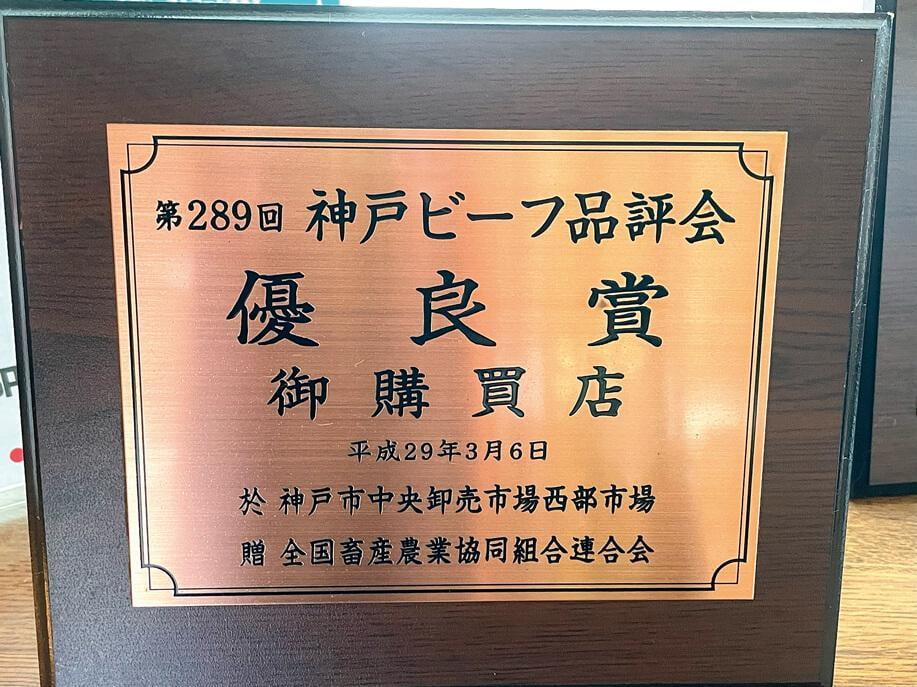 第289回 神戸ビーフ品評会
優良賞
御購買店
平成29年3月6日
於 神戸市中央卸売市場西部市場
贈 全国畜産農業協同組合連合会